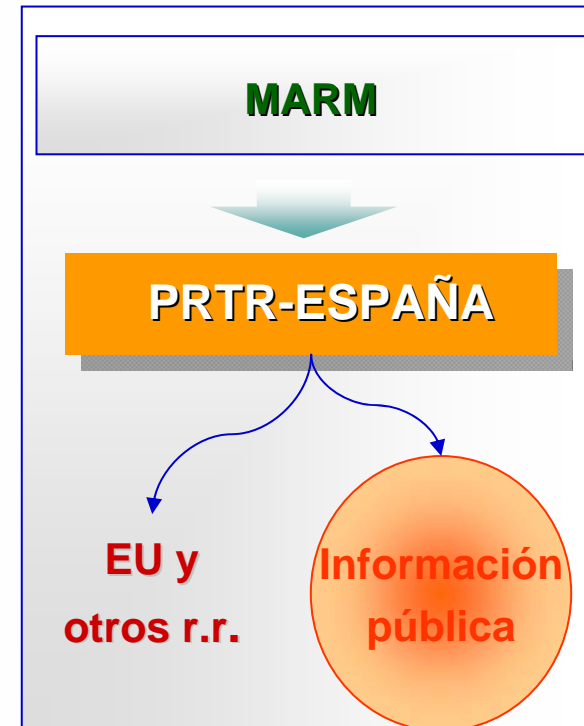 MARM
PRTR-ESPAÑA
EU y
otros r.r.
Información
pública